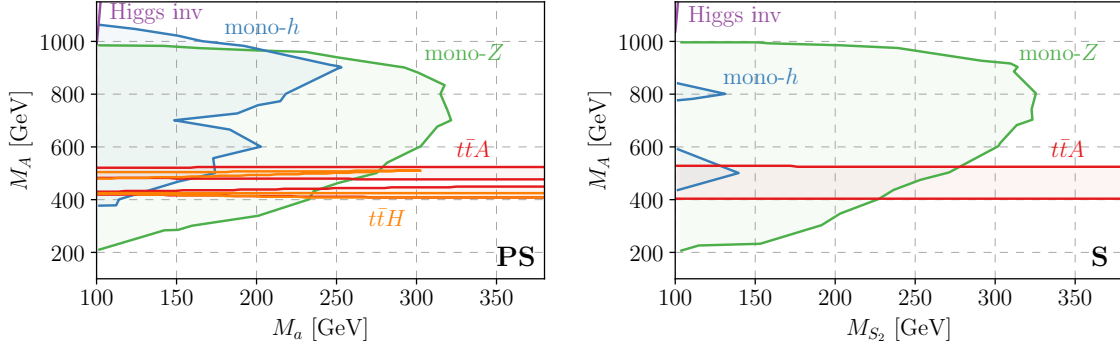 Higgs inv
mono-h
mono-Z
tt̄A
tt̄H
PS
1000
800
600
400
200
M_A [GeV]
100 150 200 250 300 350
M_a [GeV]
Higgs inv
mono-h
mono-Z
tt̄A
S
1000
800
600
400
200
M_A [GeV]
100 150 200 250 300 350
M_{S_2} [GeV]